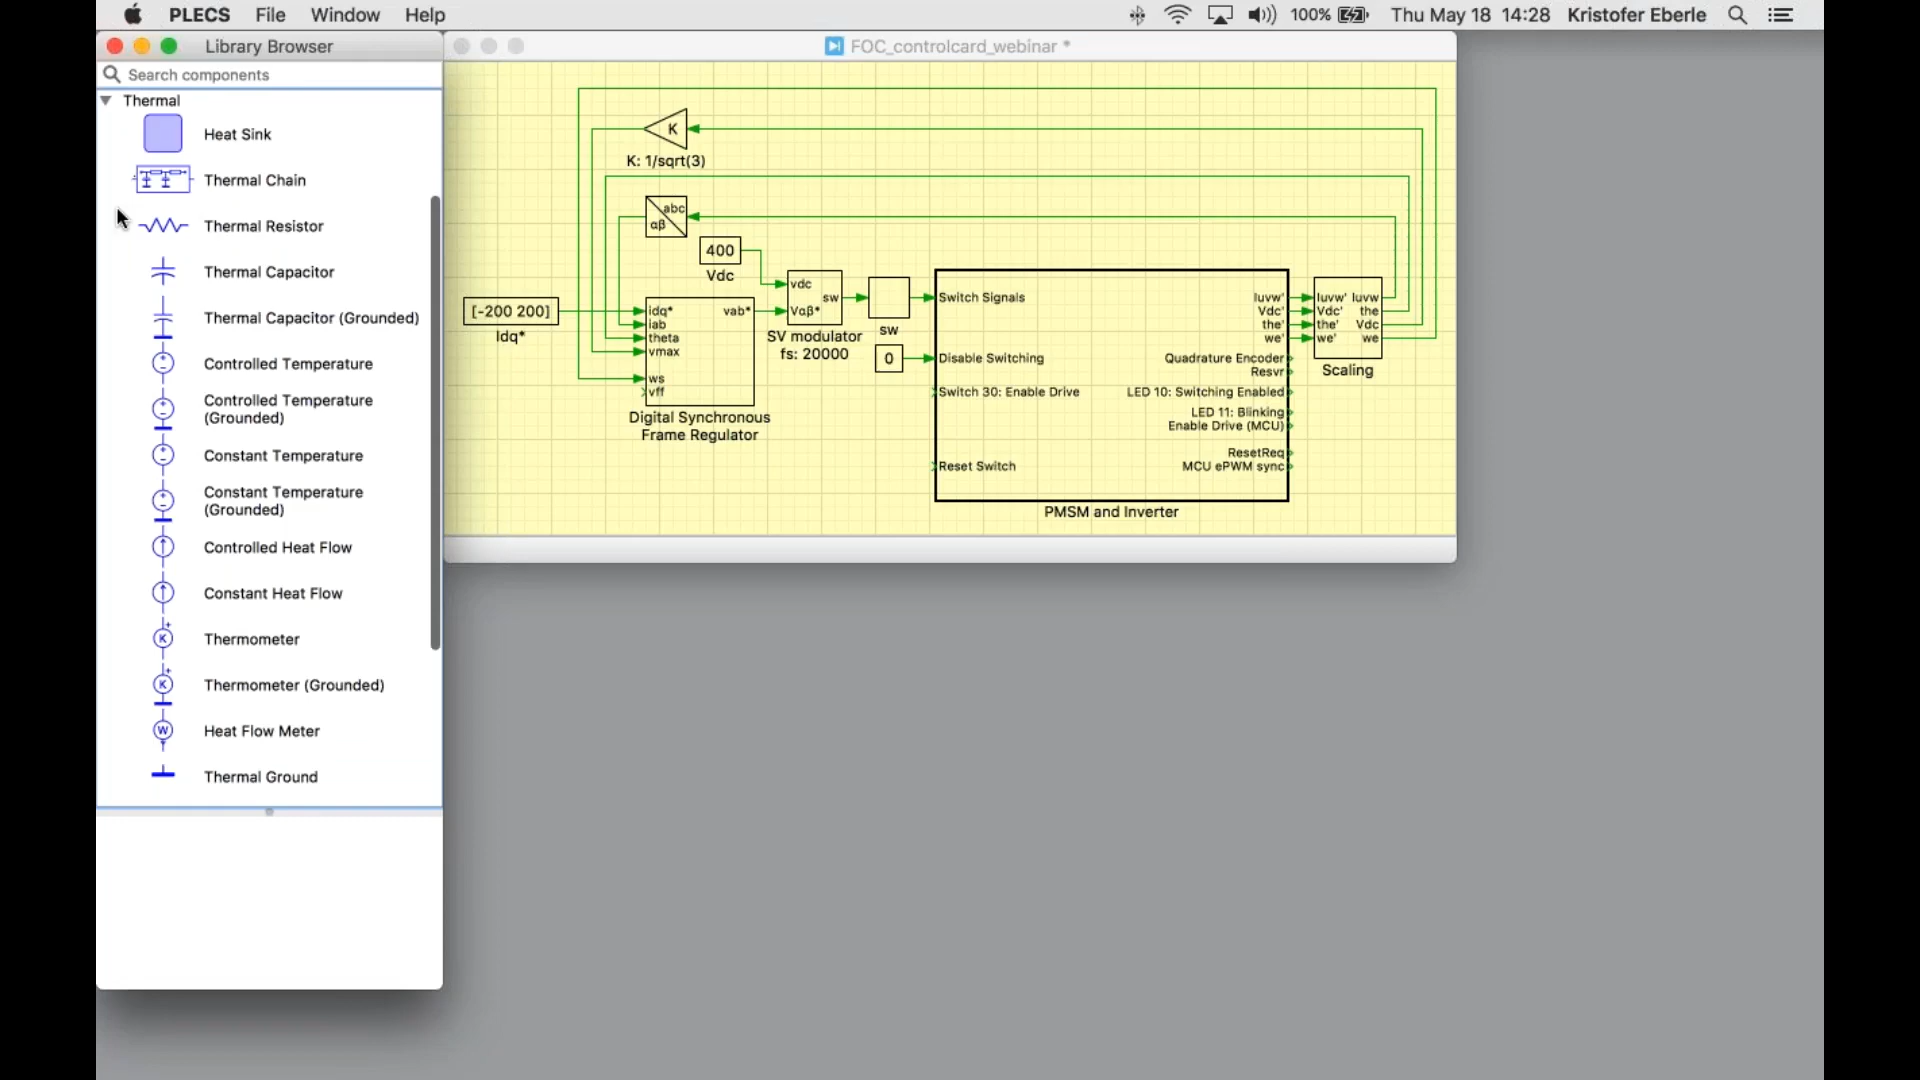 PLECS File Window Help
100% Thu May 18 14:28 Kristofer Eberle
Library Browser
Search components
Thermal
Heat Sink
Thermal Chain
Thermal Resistor
Thermal Capacitor
Thermal Capacitor (Grounded)
Controlled Temperature
Controlled Temperature
(Grounded)
Constant Temperature
Constant Temperature
(Grounded)
Controlled Heat Flow
Constant Heat Flow
K
Thermometer
K
Thermometer (Grounded)
W
Heat Flow Meter
Thermal Ground
FOC_controlcard_webinar *
K
K: 1/sqrt(3)
abc
αβ
400
Vdc
[-200 200]
Idq*
idq* vab*
iab
theta
vmax
ws
vff
Digital Synchronous
Frame Regulator
vdc
sw
Vαβ*
SV modulator
fs: 20000
sw
0
Switch Signals
Disable Switching
Switch 30: Enable Drive
Reset Switch
Iuvw'
Vdc'
the'
we'
Quadrature Encoder
Resvr
LED 10: Switching Enabled
LED 11: Blinking
Enable Drive (MCU)
ResetReq
MCU ePWM sync
PMSM and Inverter
Iuvw' Iuvw
Vdc' the
the' Vdc
we' we
Scaling